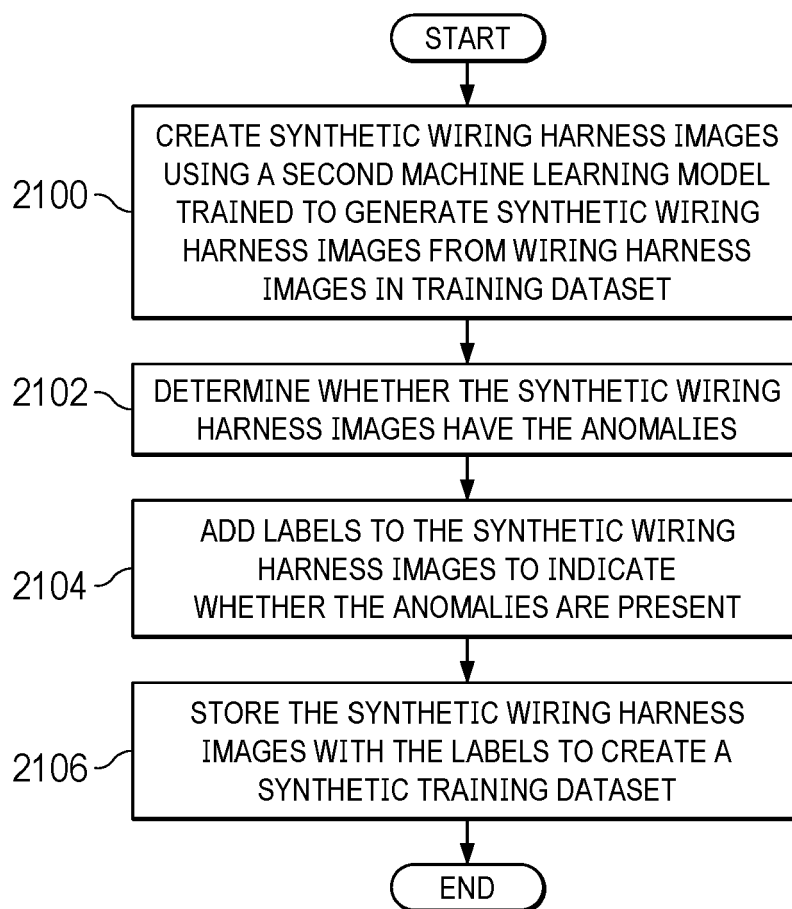 START
2100
CREATE SYNTHETIC WIRING HARNESS IMAGES
USING A SECOND MACHINE LEARNING MODEL
TRAINED TO GENERATE SYNTHETIC WIRING
HARNESS IMAGES FROM WIRING HARNESS
IMAGES IN TRAINING DATASET
2102
DETERMINE WHETHER THE SYNTHETIC WIRING
HARNESS IMAGES HAVE THE ANOMALIES
2104
ADD LABELS TO THE SYNTHETIC WIRING
HARNESS IMAGES TO INDICATE
WHETHER THE ANOMALIES ARE PRESENT
2106
STORE THE SYNTHETIC WIRING HARNESS
IMAGES WITH THE LABELS TO CREATE A
SYNTHETIC TRAINING DATASET
END